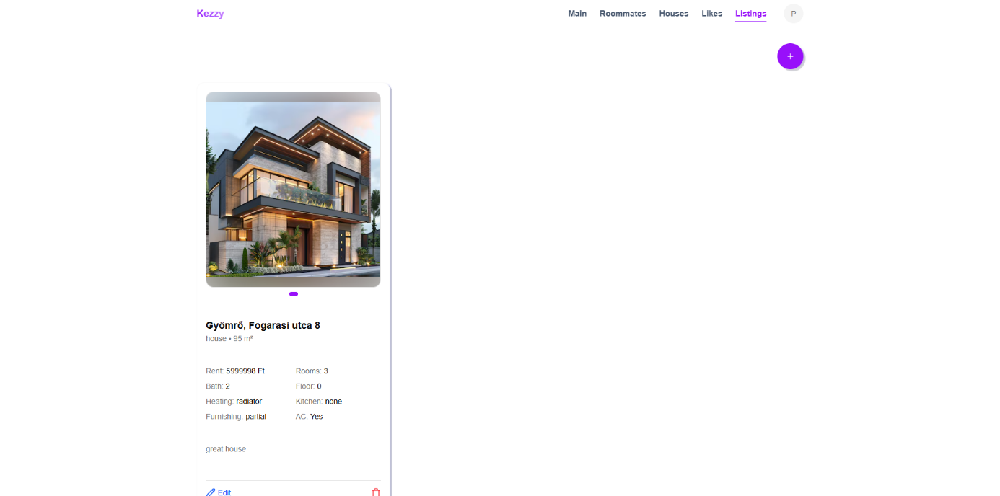 Kezzy
Main Roommates Houses Likes Listings P
+
Gyömrő, Fogarasi utca 8
house • 95 m²
Rent: 5999998 Ft Rooms: 3
Bath: 2 Floor: 0
Heating: radiator Kitchen: none
Furnishing: partial AC: Yes
great house
Edit